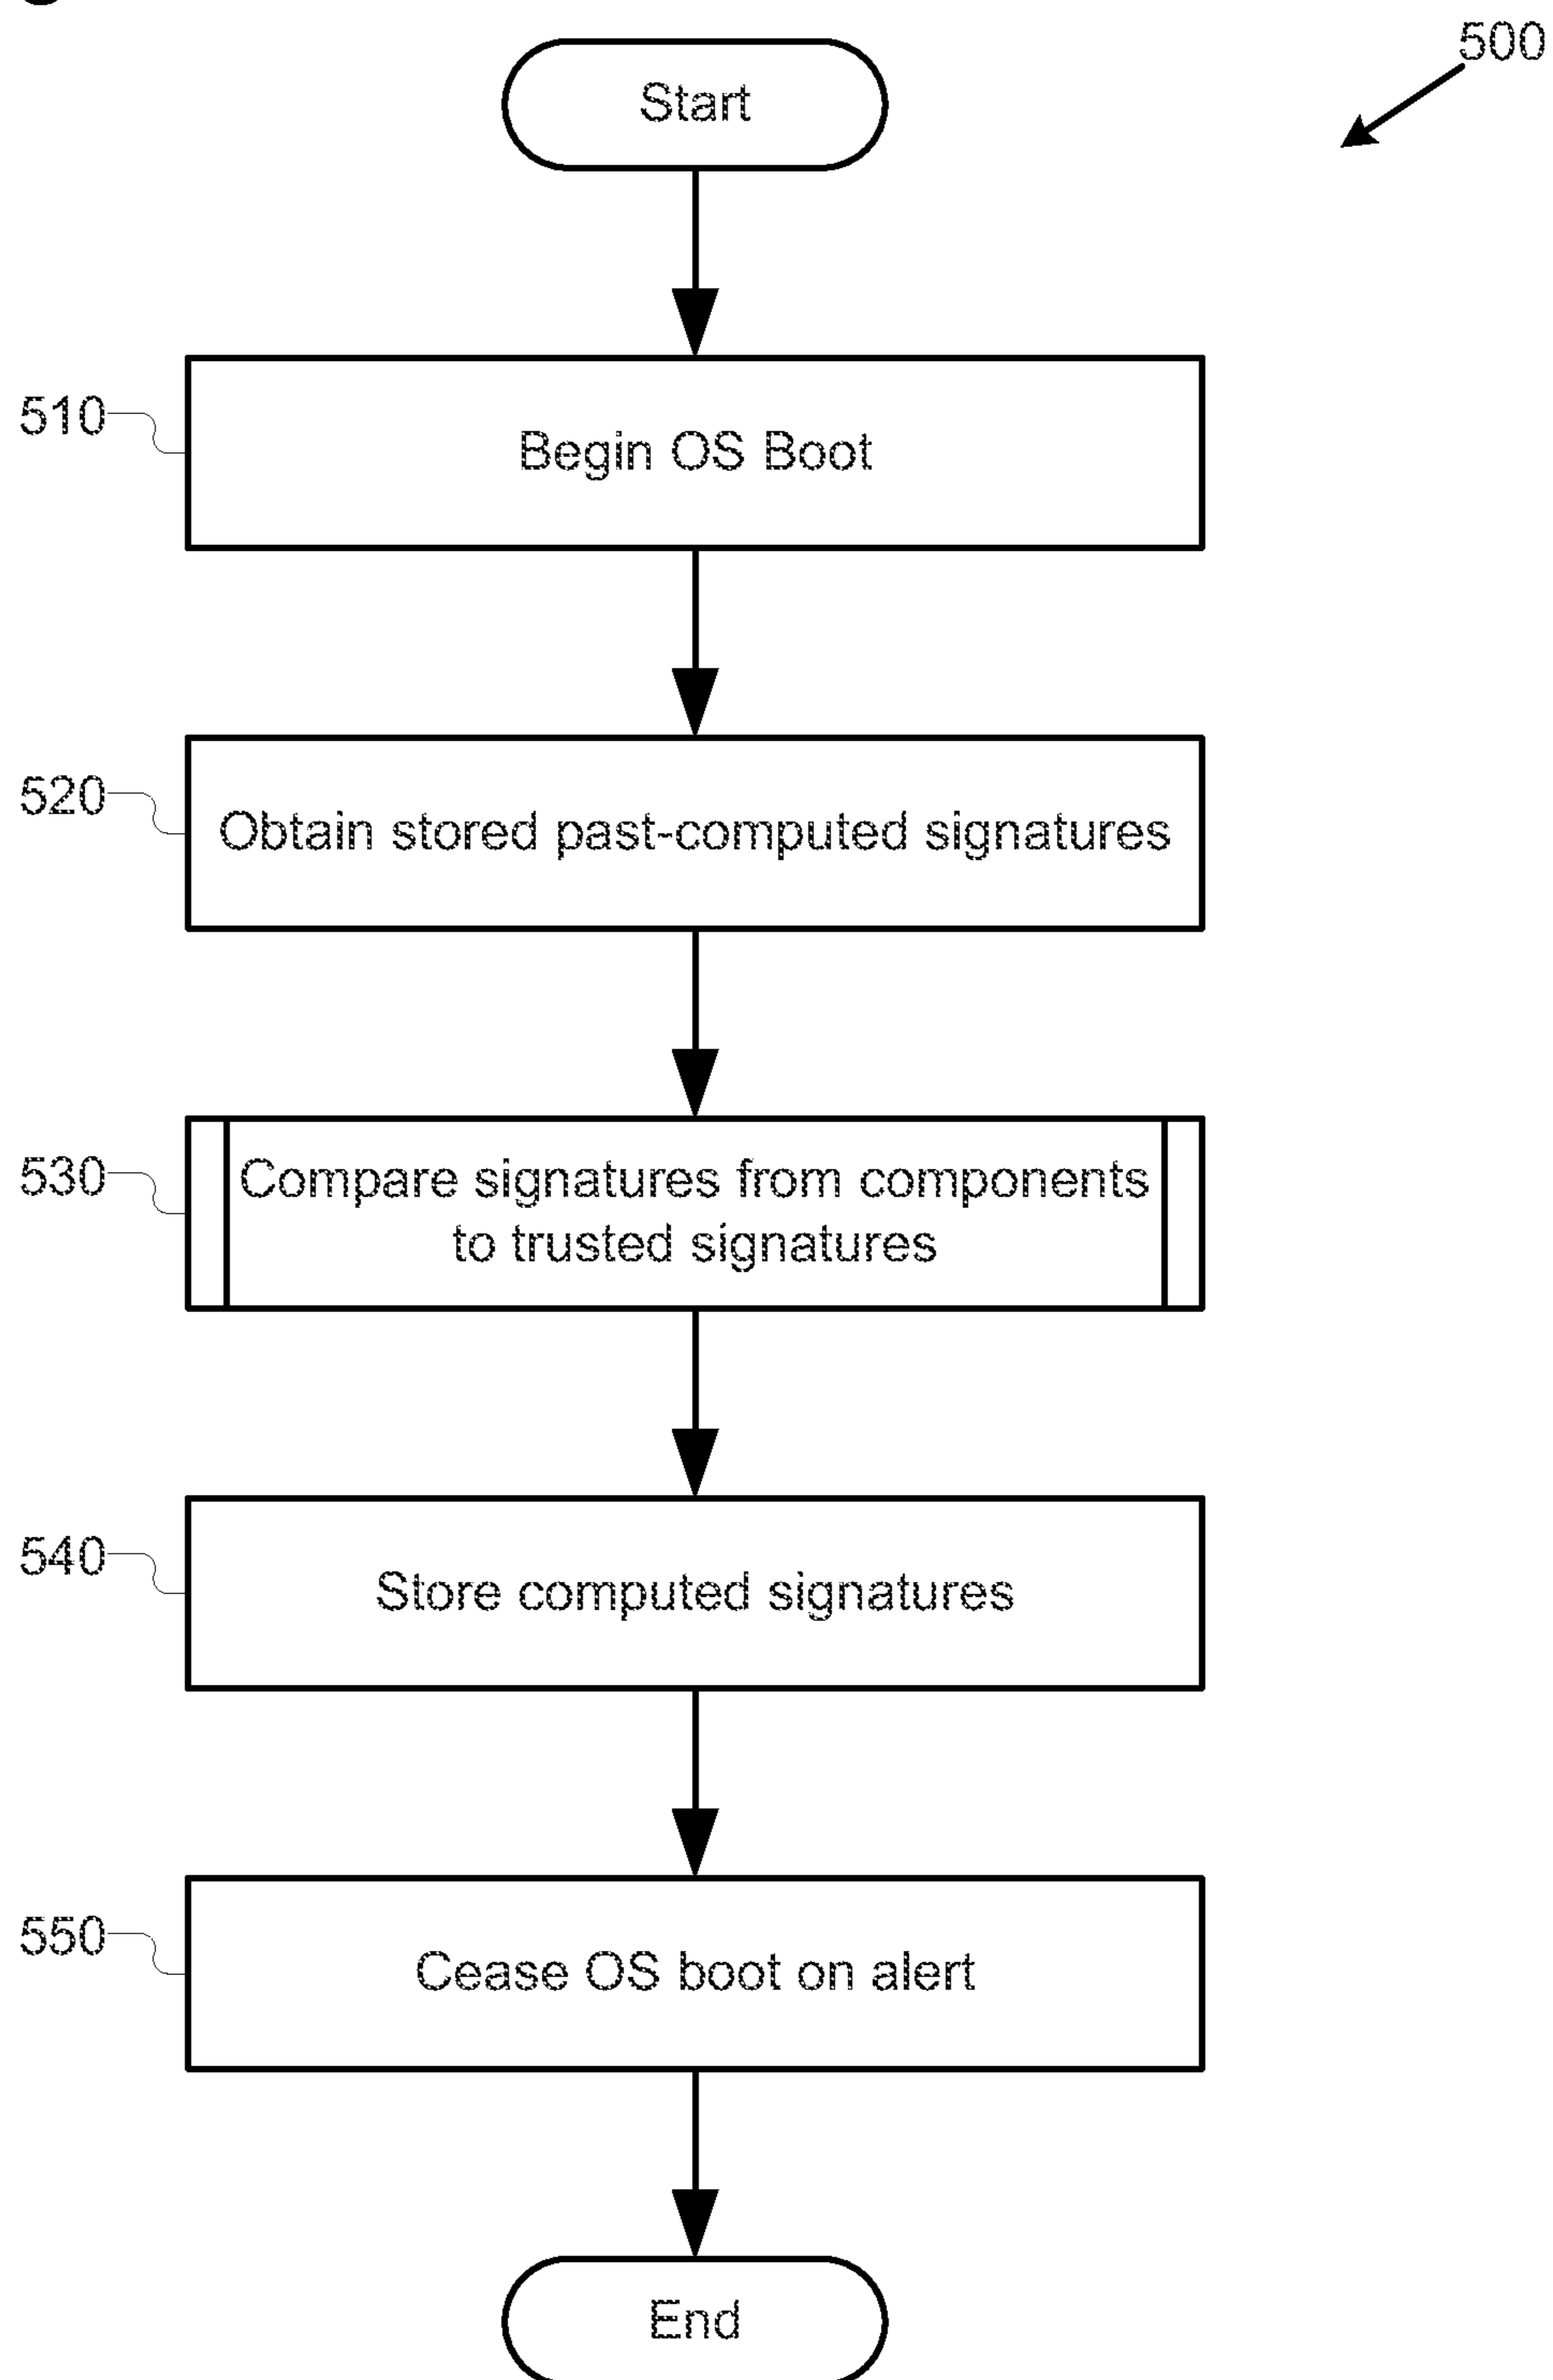 500
Start
510
Begin OS Boot
520
Obtain stored past-computed signatures
530
Compare signatures from components
to trusted signatures
540
Store computed signatures
550
Cease OS boot on alert
End